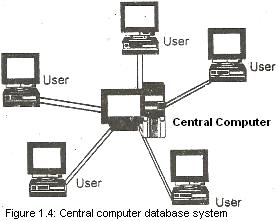 User
User
User
Central Computer
User
User
Figure 1.4: Central computer database system